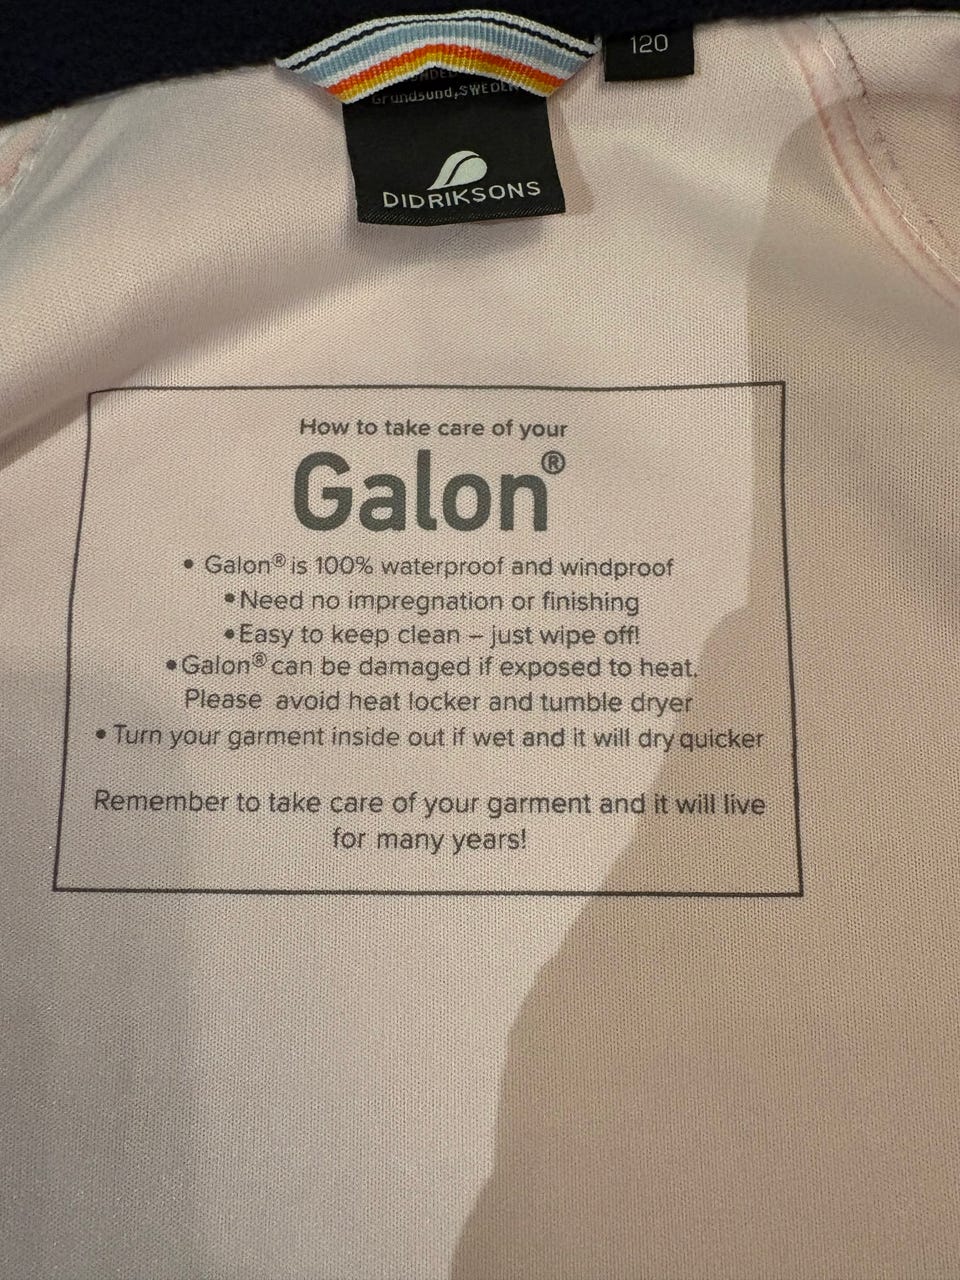 120
Grundsund, SWEDEN
DIDRIKSONS
How to take care of your
Galon®
• Galon® is 100% waterproof and windproof
• Need no impregnation or finishing
• Easy to keep clean – just wipe off!
• Galon® can be damaged if exposed to heat.
Please avoid heat locker and tumble dryer
• Turn your garment inside out if wet and it will dry quicker
Remember to take care of your garment and it will live
for many years!